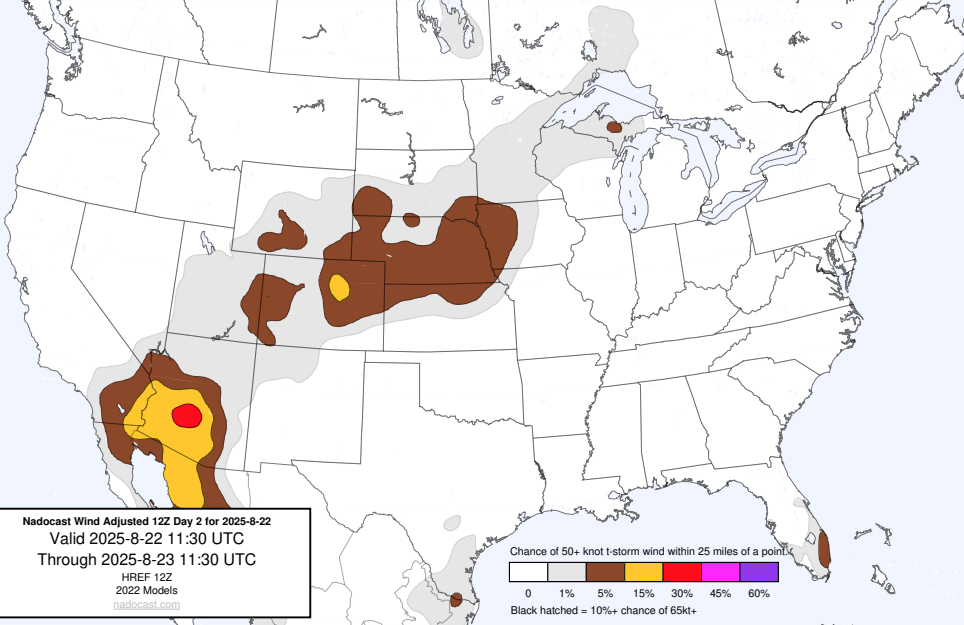 Nadocast Wind Adjusted 12Z Day 2 for 2025-8-22
Valid 2025-8-22 11:30 UTC
Through 2025-8-23 11:30 UTC
HREF 12Z
2022 Models
nadocast.com
Chance of 50+ knot t-storm wind within 25 miles of a point.
0 1% 5% 15% 30% 45% 60%
Black hatched = 10%+ chance of 65kt+